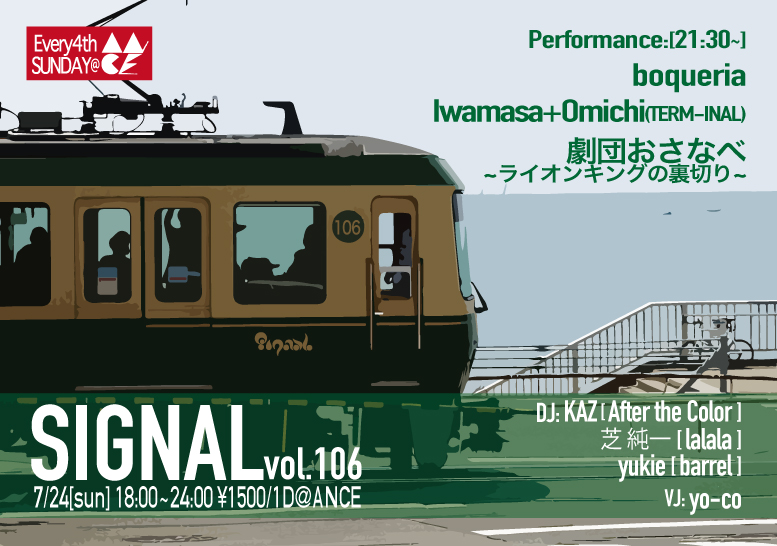 Every4th
SUNDAY@
Performance:[21:30~]
boqueria
Iwamasa+Omichi(TERM-INAL)
劇団おさなべ
~ライオンキングの裏切り~
106
Signal
SIGNAL vol.106
7/24[sun] 18:00~24:00 ¥1500/1D@ANCE
DJ: KAZ [ After the Color ]
芝 純一 [ lalala ]
yukie [ barrel ]
VJ: yo-co